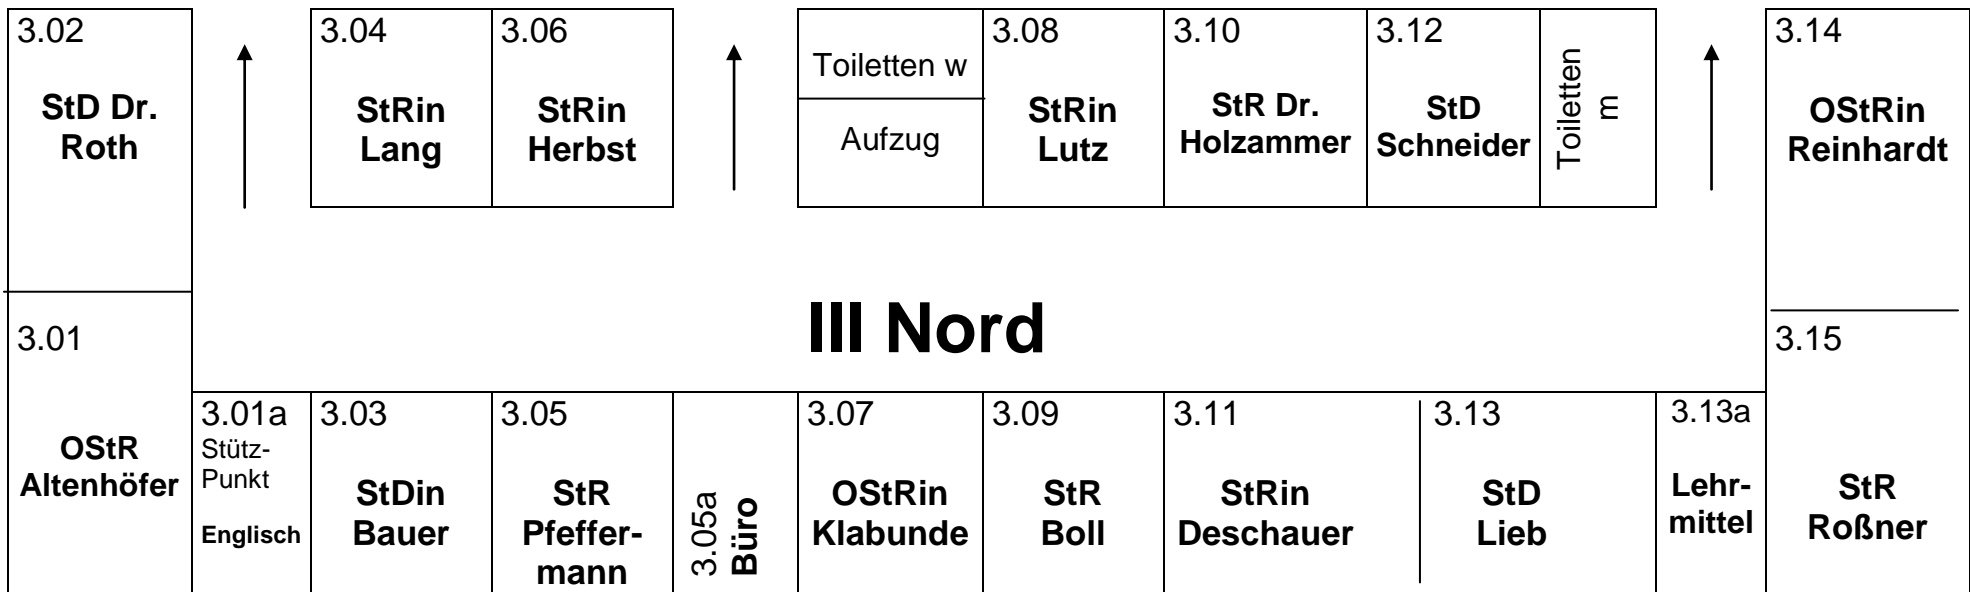 3.02
StD Dr.
Roth
3.04
StRin
Lang
3.06
StRin
Herbst
Toiletten w
Aufzug
3.08
StRin
Lutz
3.10
StR Dr.
Holzammer
3.12
StD
Schneider
Toiletten
m
3.14
OStRin
Reinhardt
III Nord
3.01
OStR
Altenhöfer
3.01a
Stütz-
Punkt
Englisch
3.03
StDin
Bauer
3.05
StR
Pfeffer-
mann
3.05a
Büro
3.07
OStRin
Klabunde
3.09
StR
Boll
3.11
StRin
Deschauer
3.13
StD
Lieb
3.13a
Lehr-
mittel
3.15
StR
Roßner